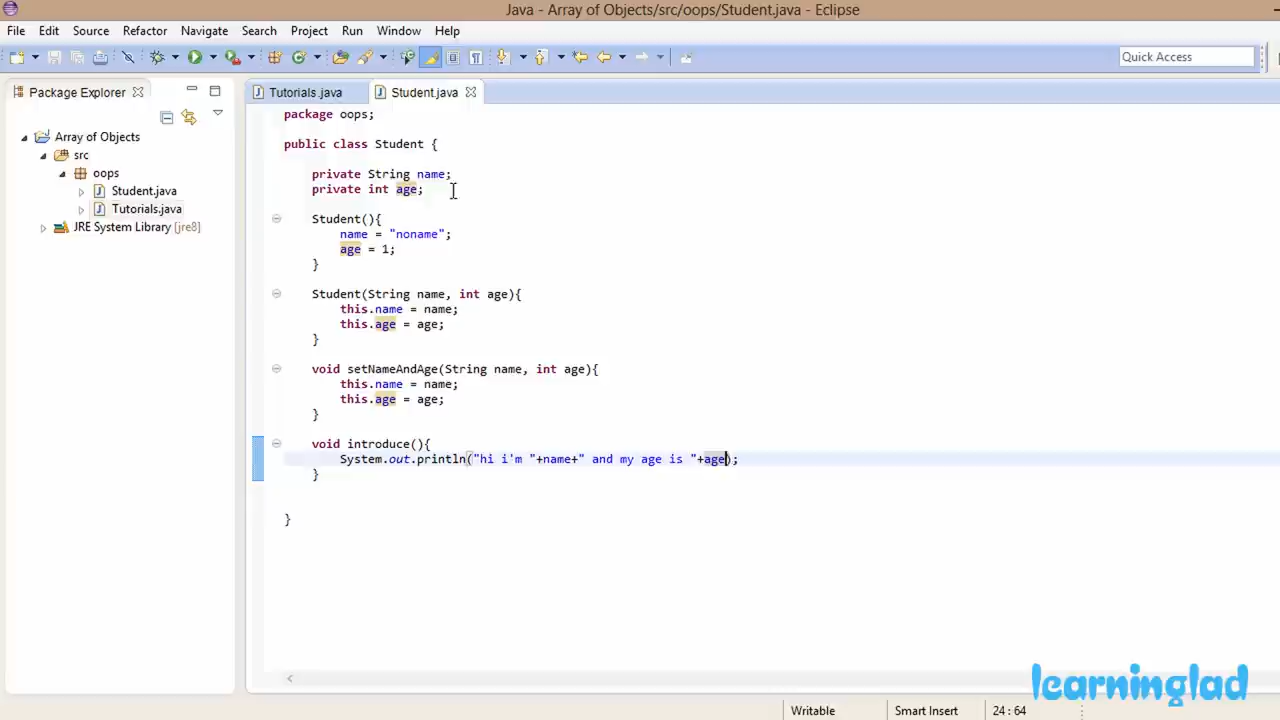 Java - Array of Objects/src/oops/Student.java - Eclipse
File Edit Source Refactor Navigate Search Project Run Window Help
Quick Access
Package Explorer
Tutorials.java Student.java
Array of Objects
src
oops
Student.java
Tutorials.java
JRE System Library [jre8]
package oops;
public class Student {
private String name;
private int age;
Student(){
name = "noname";
age = 1;
}
Student(String name, int age){
this.name = name;
this.age = age;
}
void setNameAndAge(String name, int age){
this.name = name;
this.age = age;
}
void introduce(){
System.out.println("hi i'm "+name+" and my age is "+age);
}
}
learninglad
Writable Smart Insert 24 : 64